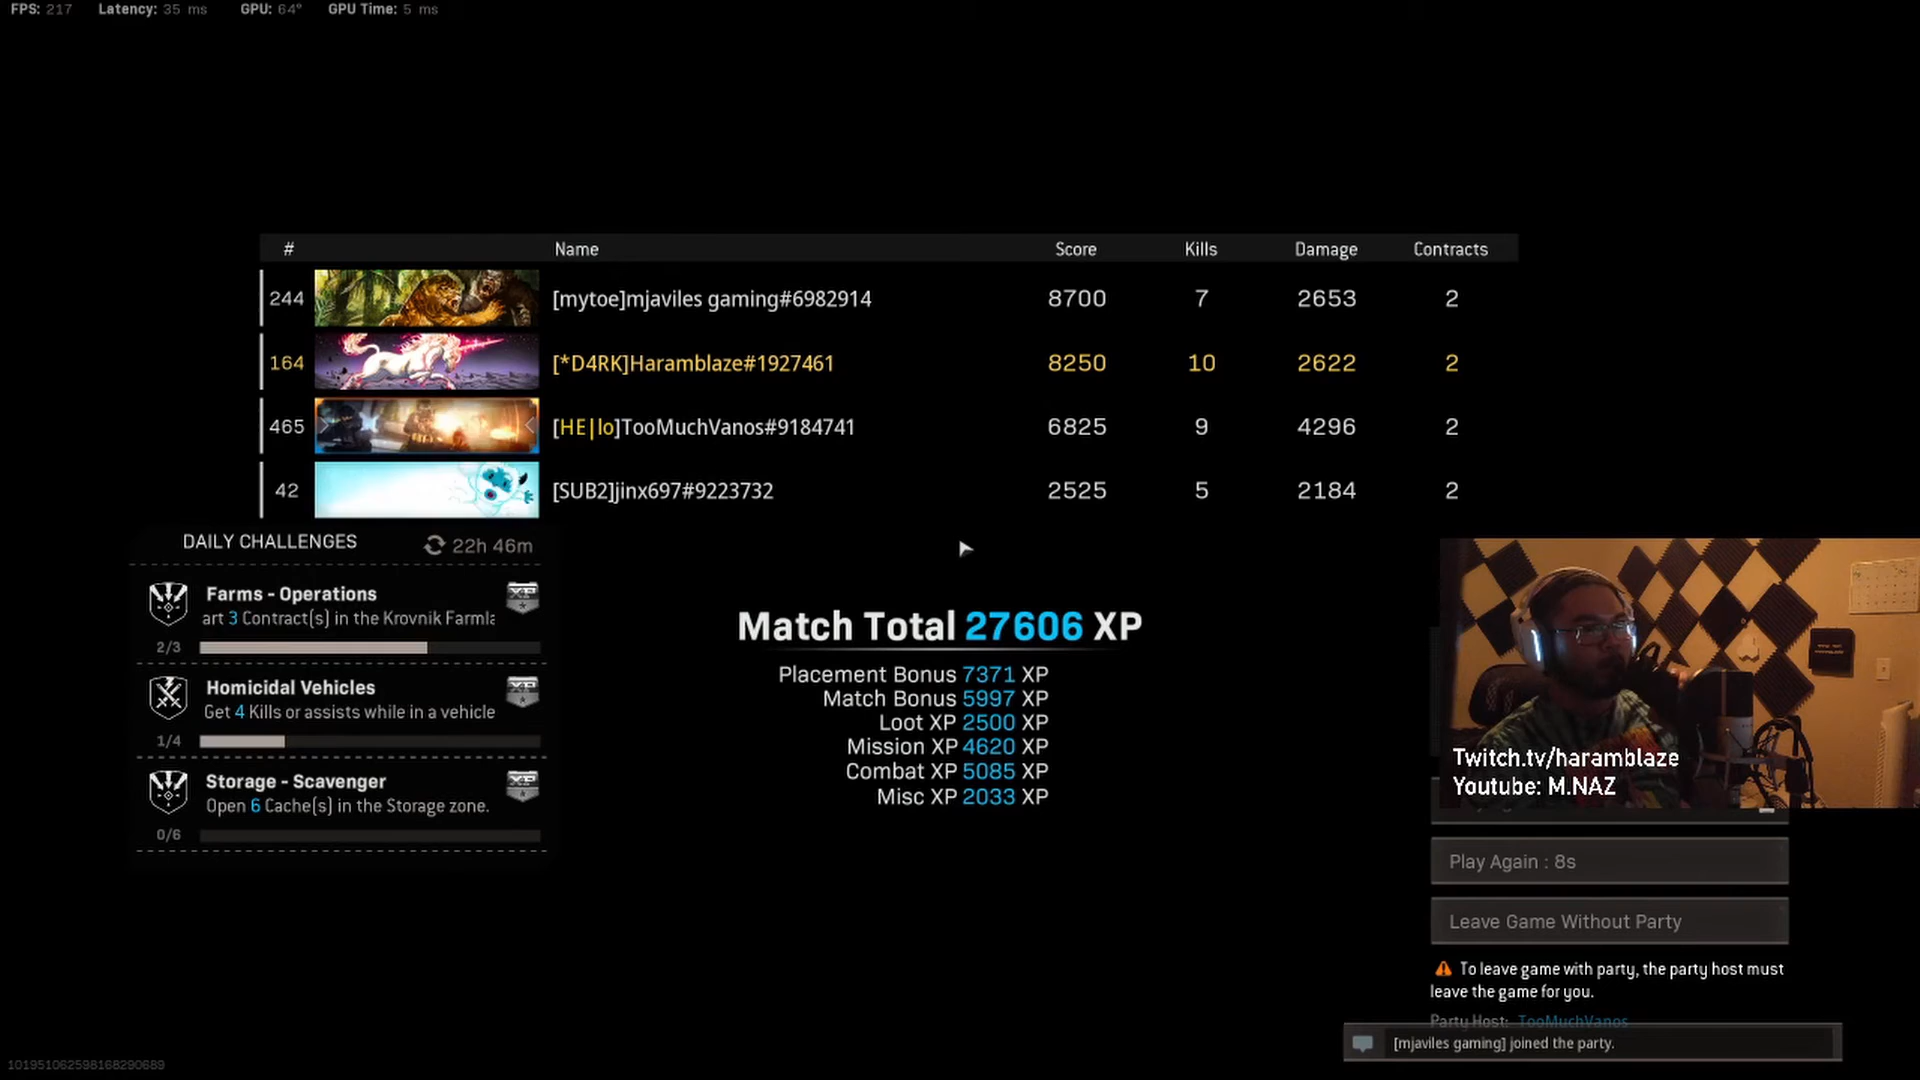 FPS: 217 Latency: 35 ms GPU: 64° GPU Time: 5 ms
# Name Score Kills Damage Contracts
244 [mytoe]mjaviles gaming#6982914 8700 7 2653 2
164 [*D4RK]Haramblaze#1927461 8250 10 2622 2
465 [HE|lo]TooMuchVanos#9184741 6825 9 4296 2
42 [SUB2]jinx697#9223732 2525 5 2184 2
DAILY CHALLENGES 22h 46m
Farms - Operations XP
art 3 Contract(s) in the Krovnik Farmla
2/3
Homicidal Vehicles XP
Get 4 Kills or assists while in a vehicle
1/4
Storage - Scavenger XP
Open 6 Cache(s) in the Storage zone.
0/6
Match Total 27606 XP
Placement Bonus 7371 XP
Match Bonus 5997 XP
Loot XP 2500 XP
Mission XP 4620 XP
Combat XP 5085 XP
Misc XP 2033 XP
Twitch.tv/haramblaze
Youtube: M.NAZ
Play Again : 8s
Leave Game Without Party
To leave game with party, the party host must
leave the game for you.
Party Host: TooMuchVanos
[mjaviles gaming] joined the party.
101951062598168290689